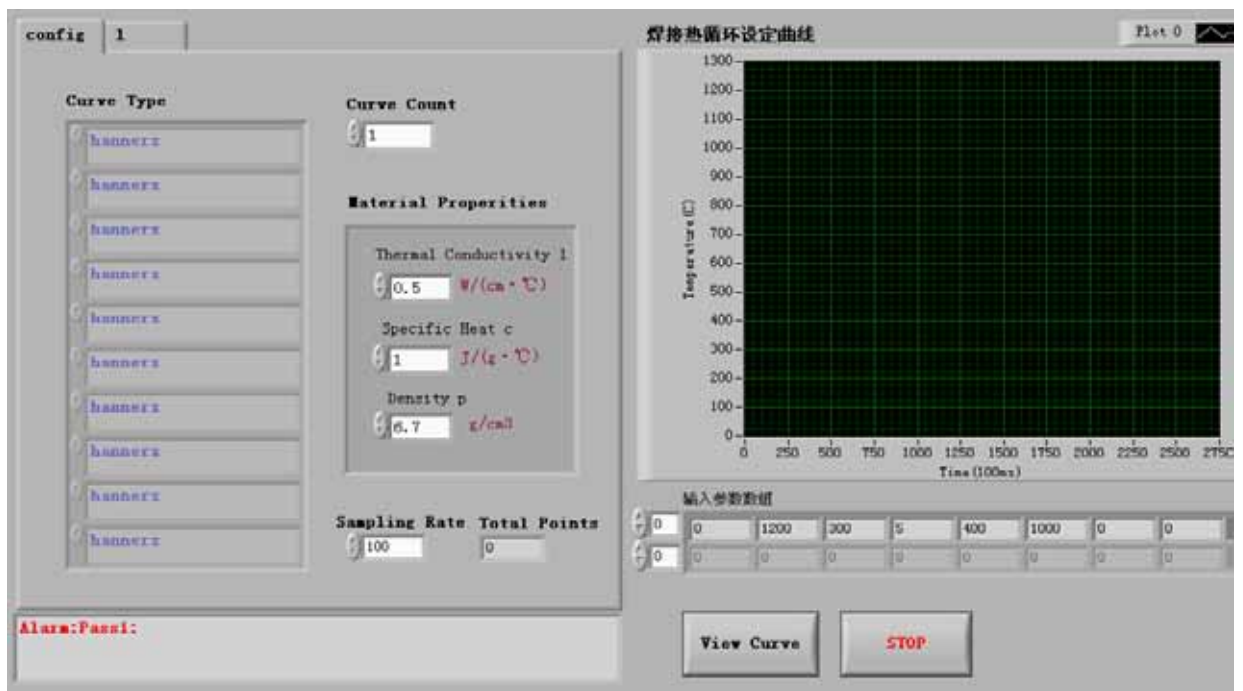 config 1
Curve Type
hannerz
hannerz
hannerz
hannerz
hannerz
hannerz
hannerz
hannerz
hannerz
hannerz
Curve Count
1
Material Properities
Thermal Conductivity l
0.5 W/(cm·℃)
Specific Heat c
1 J/(g·℃)
Density p
6.7 g/cm3
Sampling Rate Total Points
100 0
Alarm:Pass1:
焊接热循环设定曲线 Plot 0
Temperature(℃)
1300
1200
1100
1000
900
800
700
600
500
400
300
200
100
0
0 250 500 750 1000 1250 1500 1750 2000 2250 2500 2750
Time(100ms)
输入参数数组
0 0 1200 300 5 400 1000 0 0
0 0 0 0 0 0 0 0 0
View Curve STOP